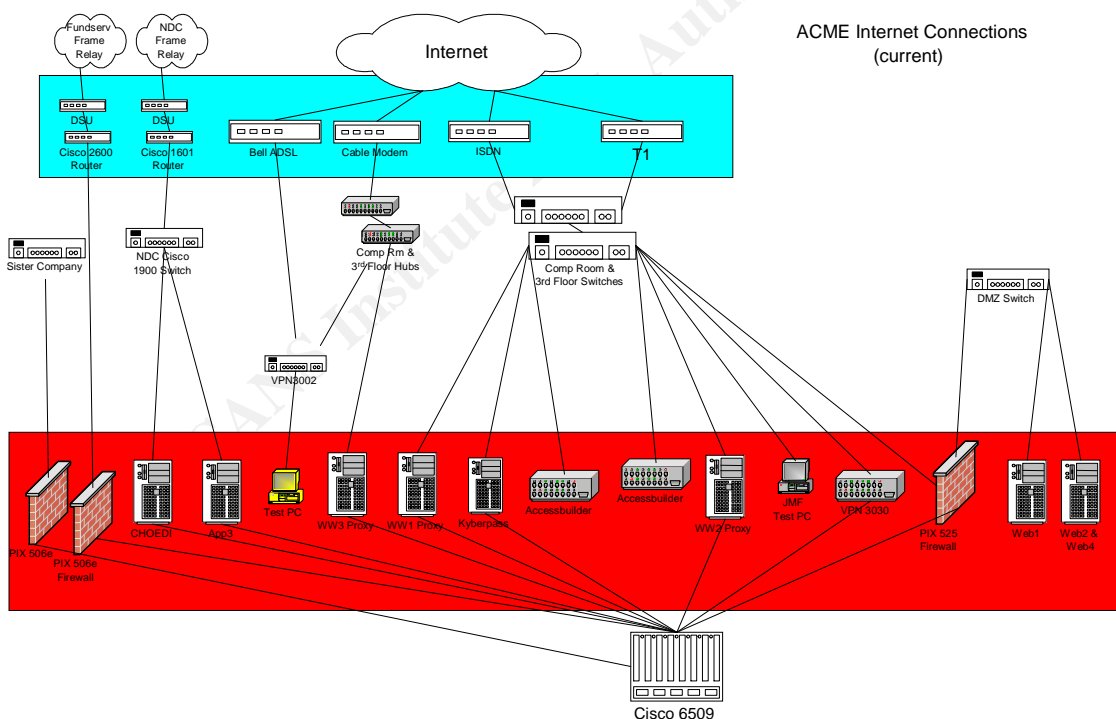 Fundserv
Frame
Relay
NDC
Frame
Relay
Internet
ACME Internet Connections
(current)
DSU
DSU
Cisco 2600
Router
Cisco 1601
Router
Bell ADSL
Cable Modem
ISDN
T1
Sister Company
NDC Cisco
1900 Switch
Comp Rm &
3rd Floor Hubs
Comp Room &
3rd Floor Switches
DMZ Switch
VPN3002
PIX 506e
PIX 506e
Firewall
CHOEDI
App3
Test PC
WW3 Proxy
WW1 Proxy
Kyberpass
Accessbuilder
Accessbuilder
WW2 Proxy
JMF
Test PC
VPN 3030
PIX 525
Firewall
Web1
Web2 &
Web4
Cisco 6509
SANS Institute
Au